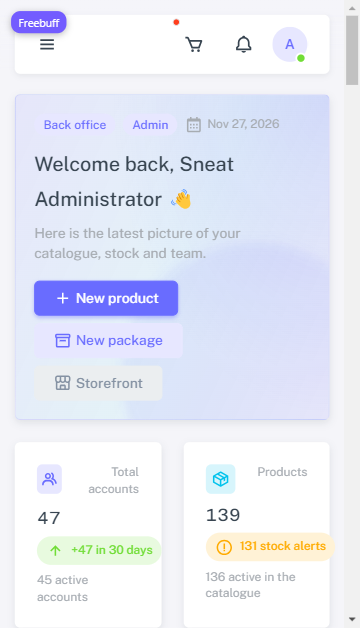 Freebuff
A
Back office
Admin
Nov 27, 2026
Welcome back, Sneat
Administrator 👋
Here is the latest picture of your
catalogue, stock and team.
New product
New package
Storefront
Total
accounts
47
+47 in 30 days
45 active
accounts
Products
139
131 stock alerts
136 active in the
catalogue